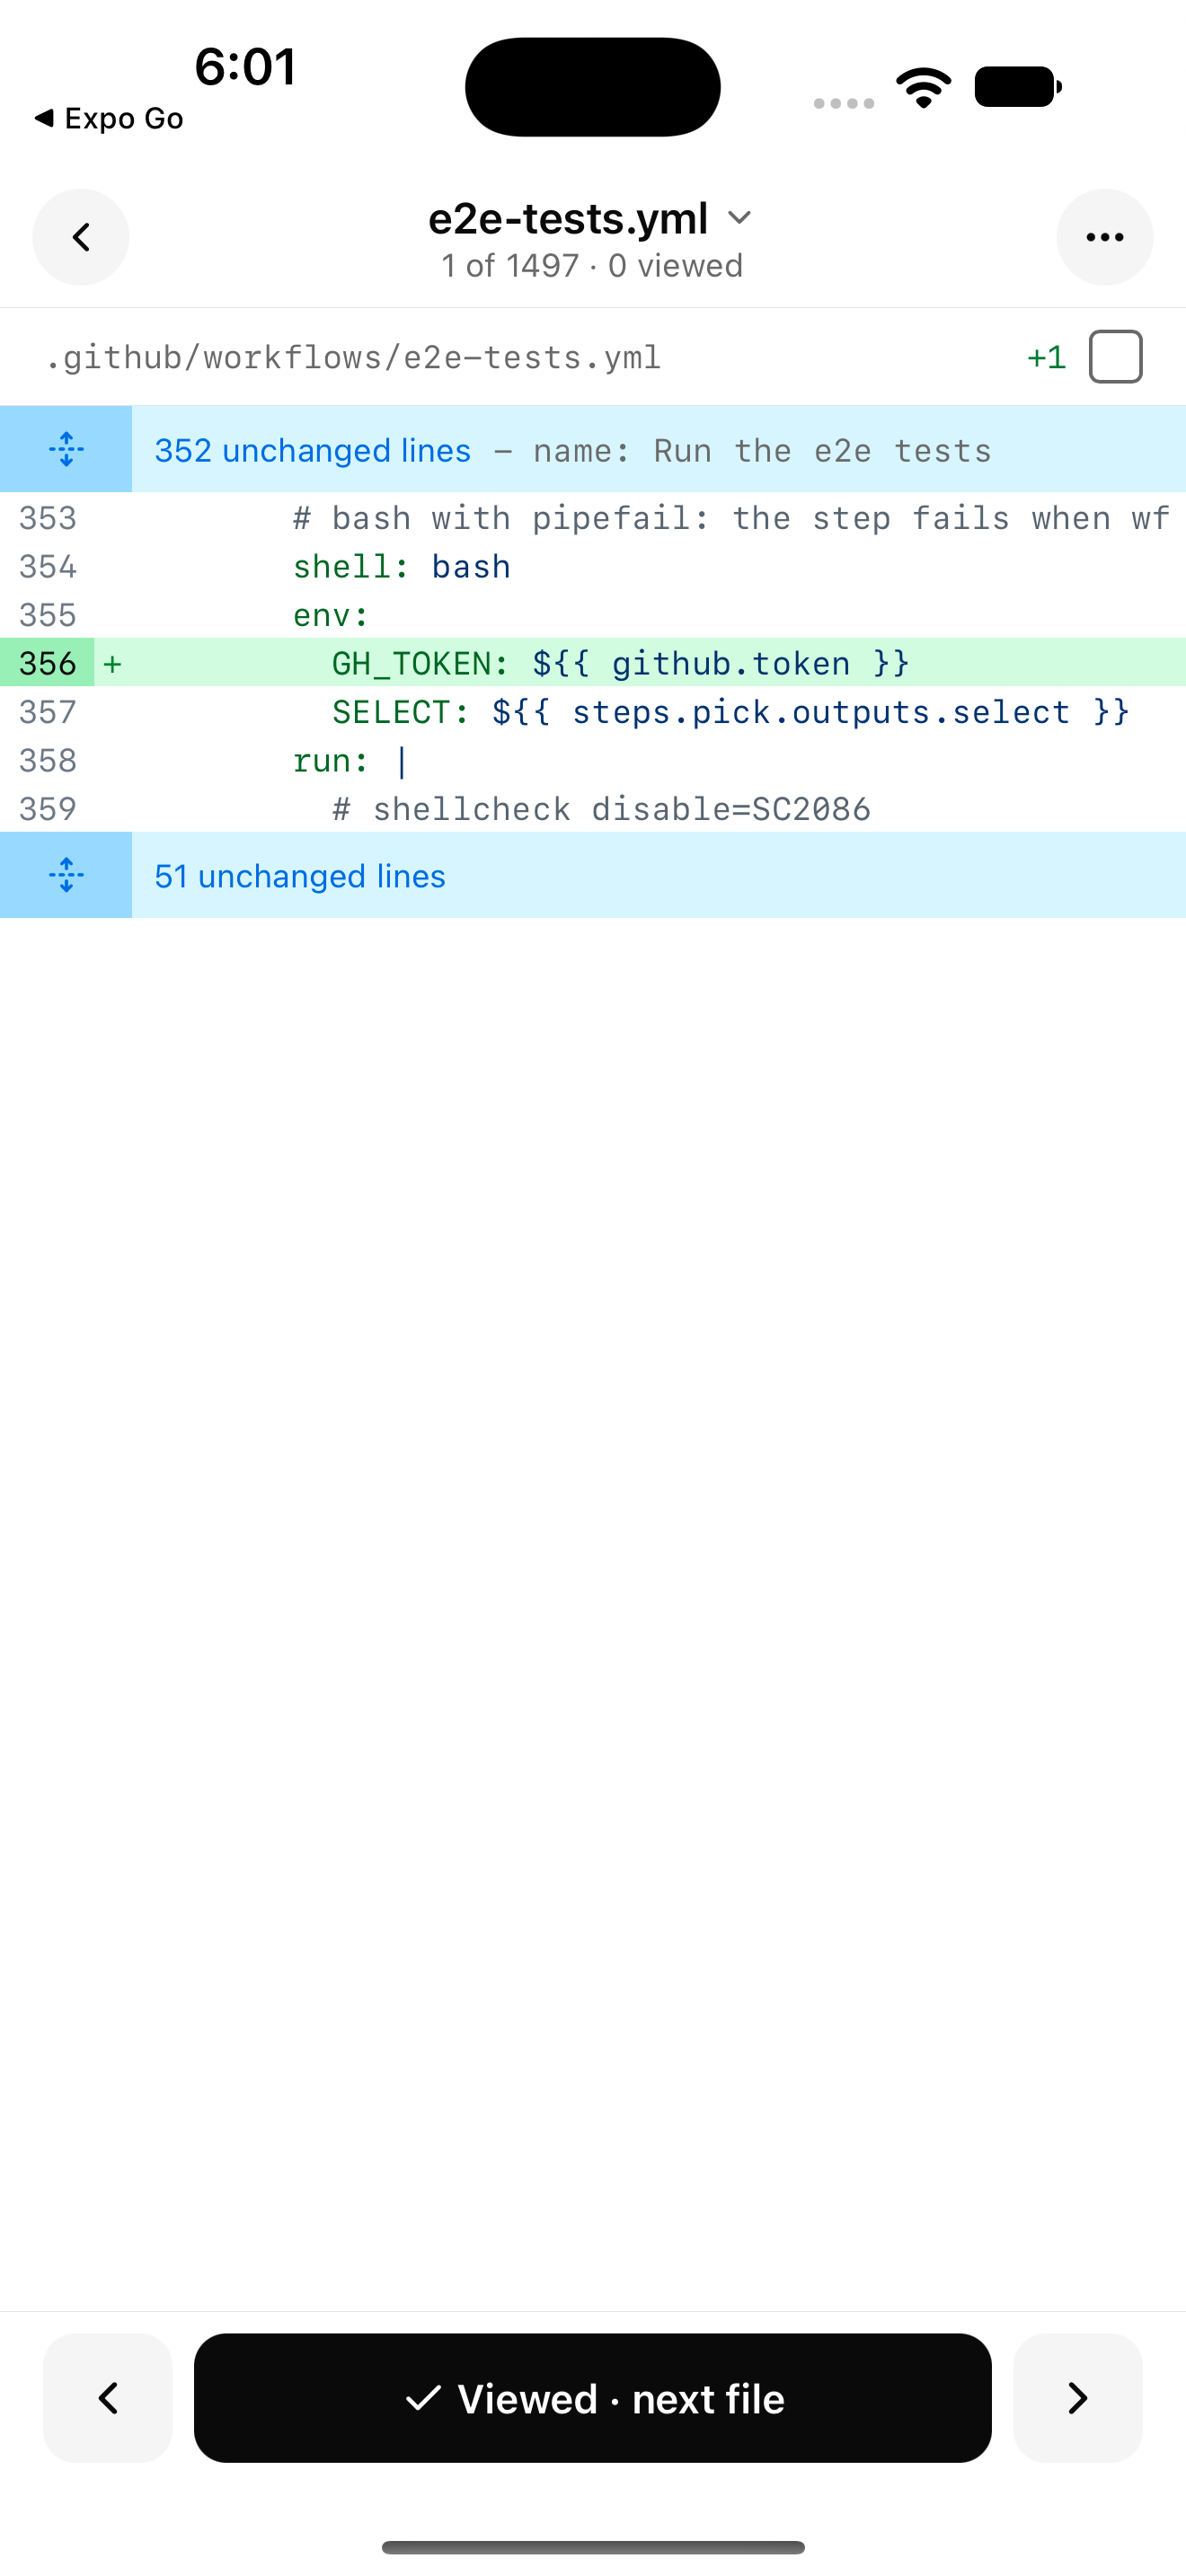 6:01
◀ Expo Go
e2e-tests.yml
1 of 1497 · 0 viewed
.github/workflows/e2e-tests.yml +1
352 unchanged lines – name: Run the e2e tests
353 # bash with pipefail: the step fails when wf
354 shell: bash
355 env:
356 + GH_TOKEN: ${{ github.token }}
357 SELECT: ${{ steps.pick.outputs.select }}
358 run: |
359 # shellcheck disable=SC2086
51 unchanged lines
Viewed · next file